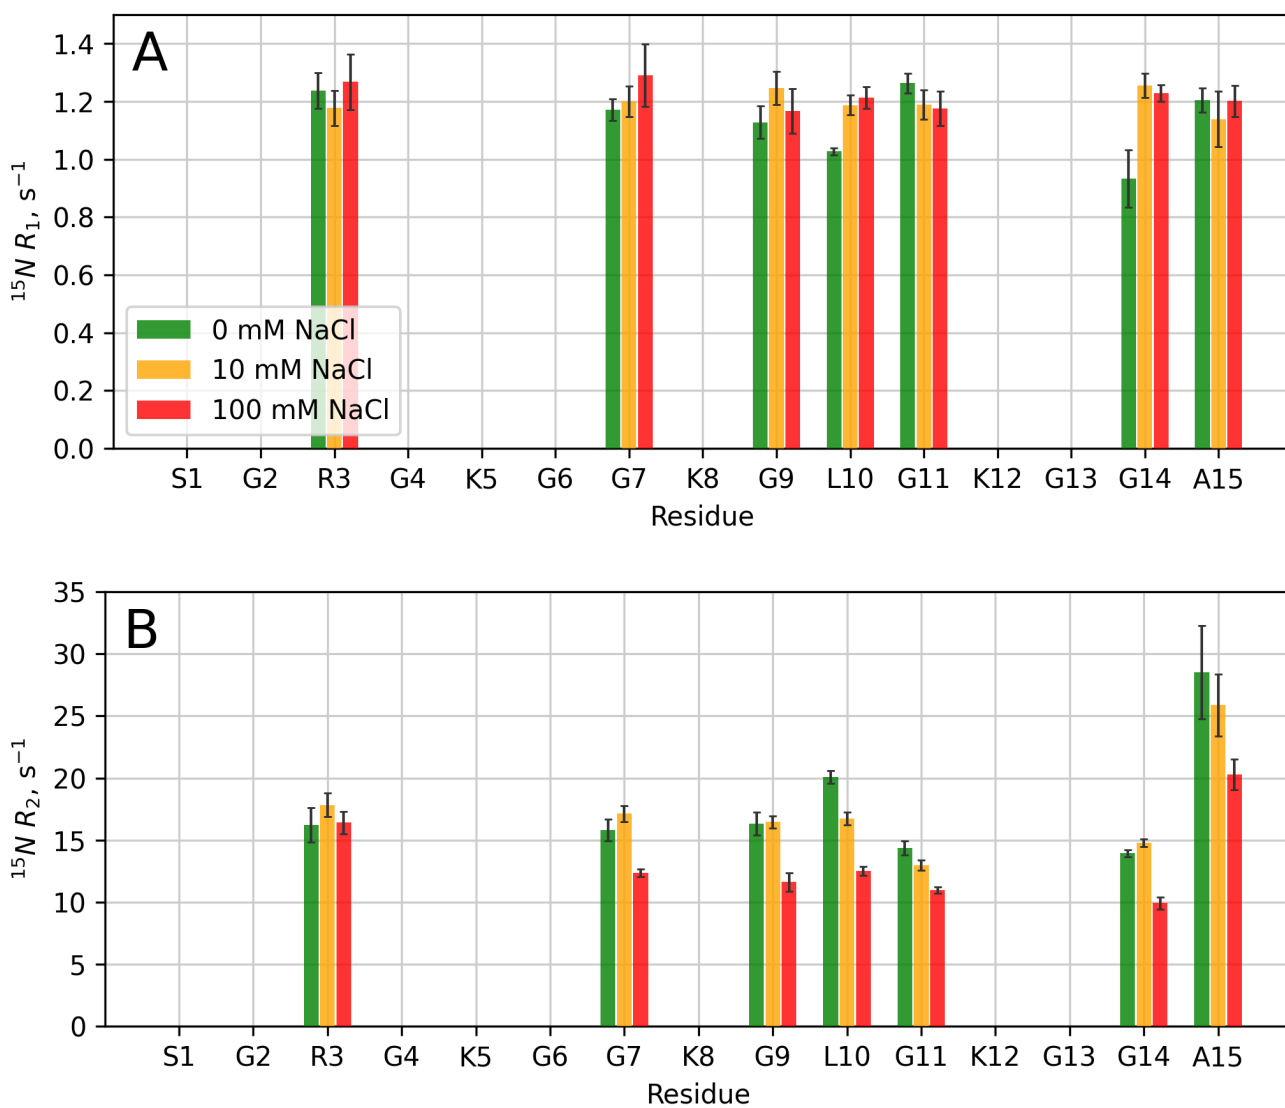 A
1.4
1.2
1.0
0.8
0.6
0.4
0.2
0.0
¹⁵N R₁, s⁻¹
0 mM NaCl
10 mM NaCl
100 mM NaCl
S1 G2 R3 G4 K5 G6 G7 K8 G9 L10 G11 K12 G13 G14 A15
Residue
B
35
30
25
20
15
10
5
0
¹⁵N R₂, s⁻¹
S1 G2 R3 G4 K5 G6 G7 K8 G9 L10 G11 K12 G13 G14 A15
Residue